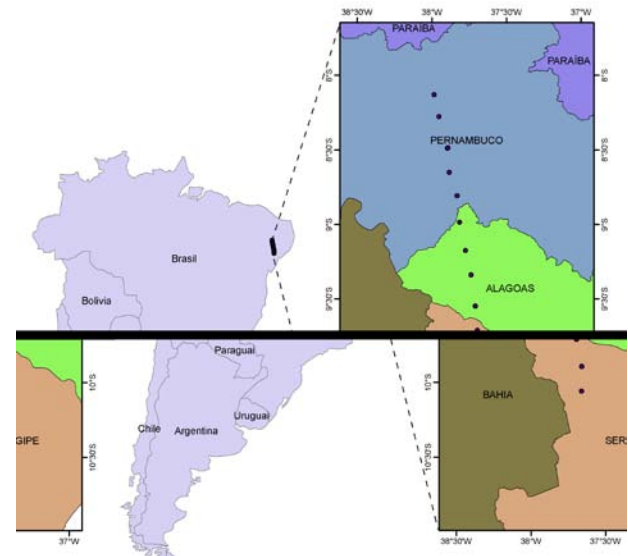 38°30'W 38°W 37°30'W 37°W
PARAÍBA
PARAÍBA
8°S
8°S
PERNAMBUCO
8°30'S
8°30'S
9°S
9°S
Brasil
Bolivia
ALAGOAS
9°30'S
9°30'S
Paraguai
10°S
10°S
BAHIA
Uruguai
Chile
Argentina
GIPE
SER
10°30'S
10°30'S
37°W
38°30'W 38°W 37°30'W